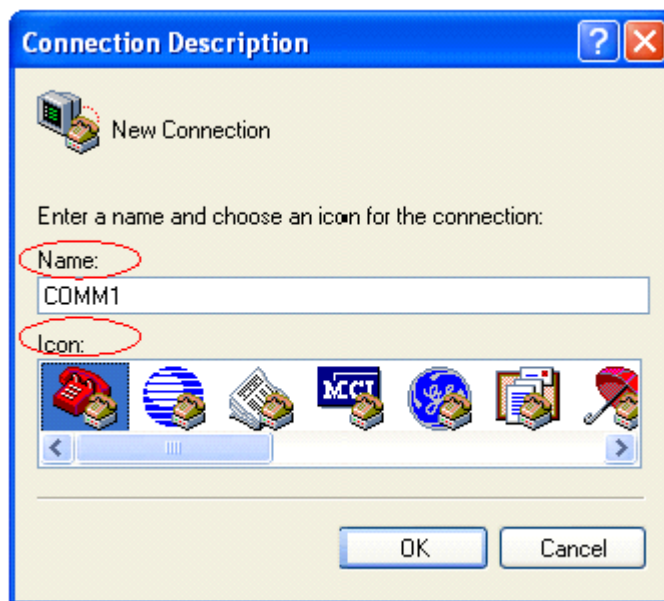 Connection Description
New Connection
Enter a name and choose an icon for the connection:
Name:
COMM1
Icon:
MCI
OK Cancel